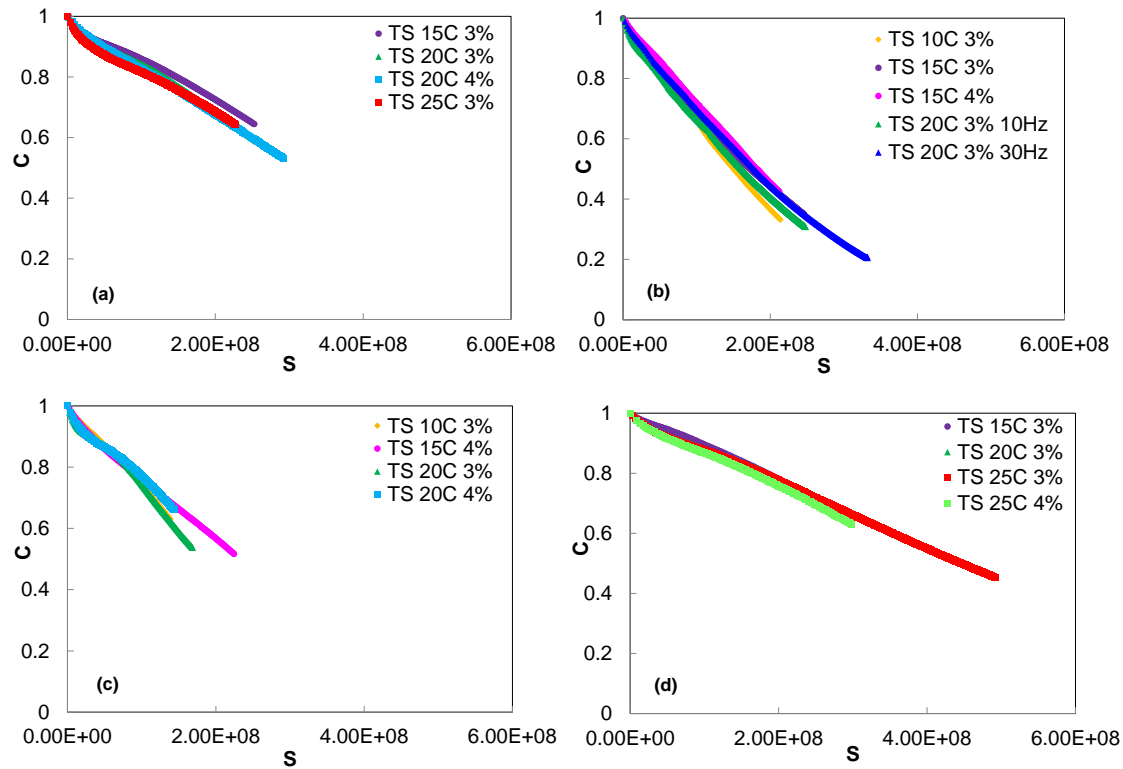 1
0.8
0.6
0.4
0.2
0
C
TS 15C 3%
TS 20C 3%
TS 20C 4%
TS 25C 3%
(a)
0.00E+00 2.00E+08 4.00E+08 6.00E+08
S
1
0.8
0.6
0.4
0.2
0
C
TS 10C 3%
TS 15C 3%
TS 15C 4%
TS 20C 3% 10Hz
TS 20C 3% 30Hz
(b)
0.00E+00 2.00E+08 4.00E+08 6.00E+08
S
1
0.8
0.6
0.4
0.2
0
C
TS 10C 3%
TS 15C 4%
TS 20C 3%
TS 20C 4%
(c)
0.00E+00 2.00E+08 4.00E+08 6.00E+08
S
1
0.8
0.6
0.4
0.2
0
C
TS 15C 3%
TS 20C 3%
TS 25C 3%
TS 25C 4%
(d)
0.00E+00 2.00E+08 4.00E+08 6.00E+08
S